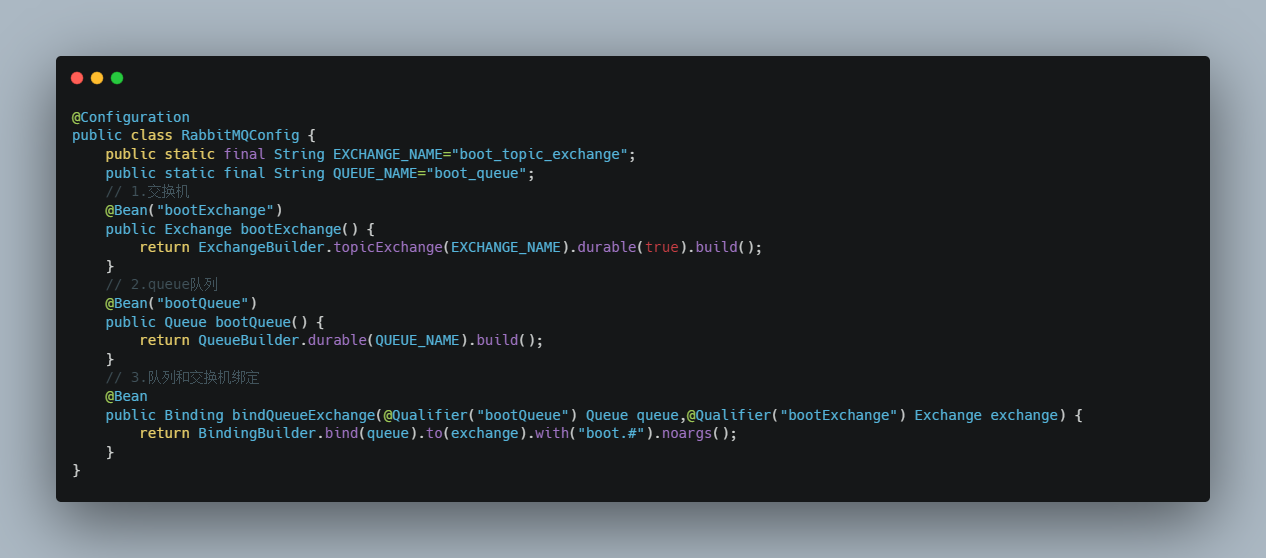 @Configuration
public class RabbitMQConfig {
    public static final String EXCHANGE_NAME="boot_topic_exchange";
    public static final String QUEUE_NAME="boot_queue";
    // 1.交换机
    @Bean("bootExchange")
    public Exchange bootExchange() {
        return ExchangeBuilder.topicExchange(EXCHANGE_NAME).durable(true).build();
    }
    // 2.queue队列
    @Bean("bootQueue")
    public Queue bootQueue() {
        return QueueBuilder.durable(QUEUE_NAME).build();
    }
    // 3.队列和交换机绑定
    @Bean
    public Binding bindQueueExchange(@Qualifier("bootQueue") Queue queue,@Qualifier("bootExchange") Exchange exchange) {
        return BindingBuilder.bind(queue).to(exchange).with("boot.#").noargs();
    }
}